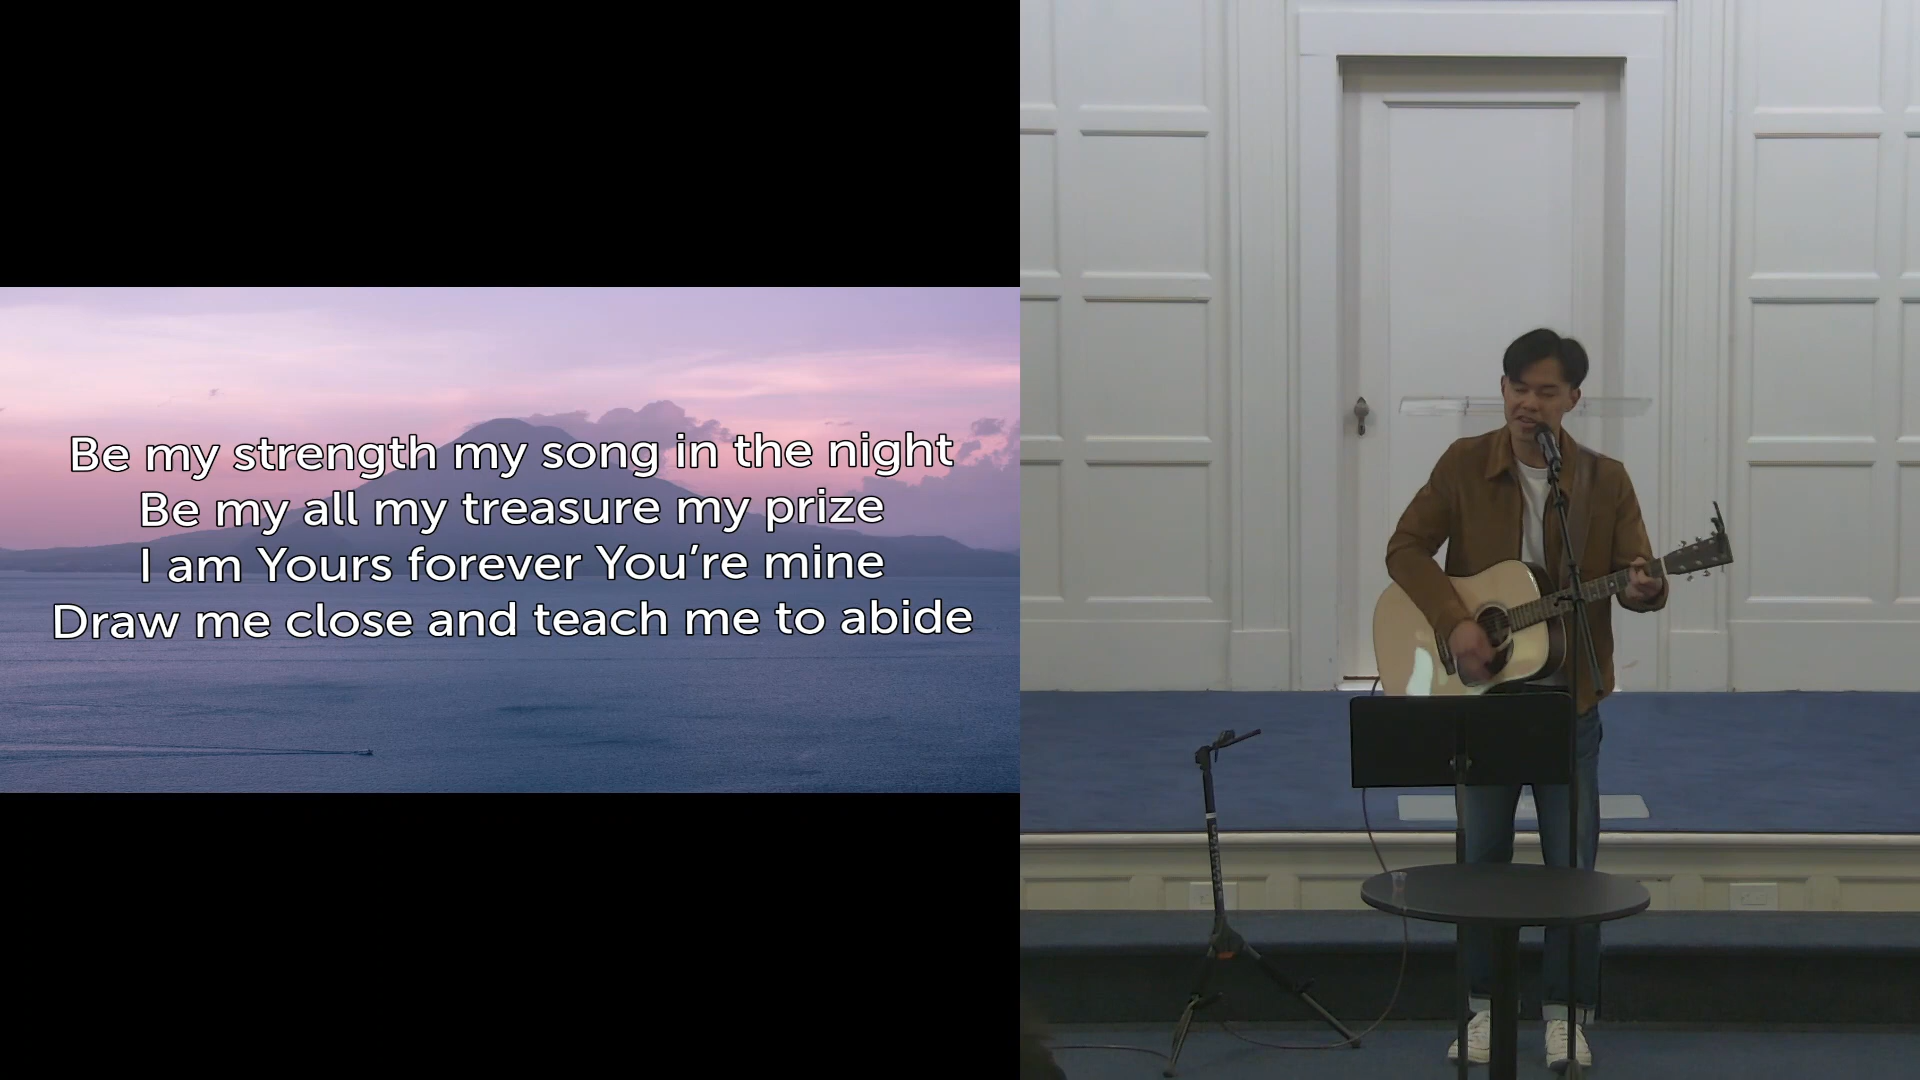 Be my strength my song in the night
Be my all my treasure my prize
I am Yours forever You're mine
Draw me close and teach me to abide